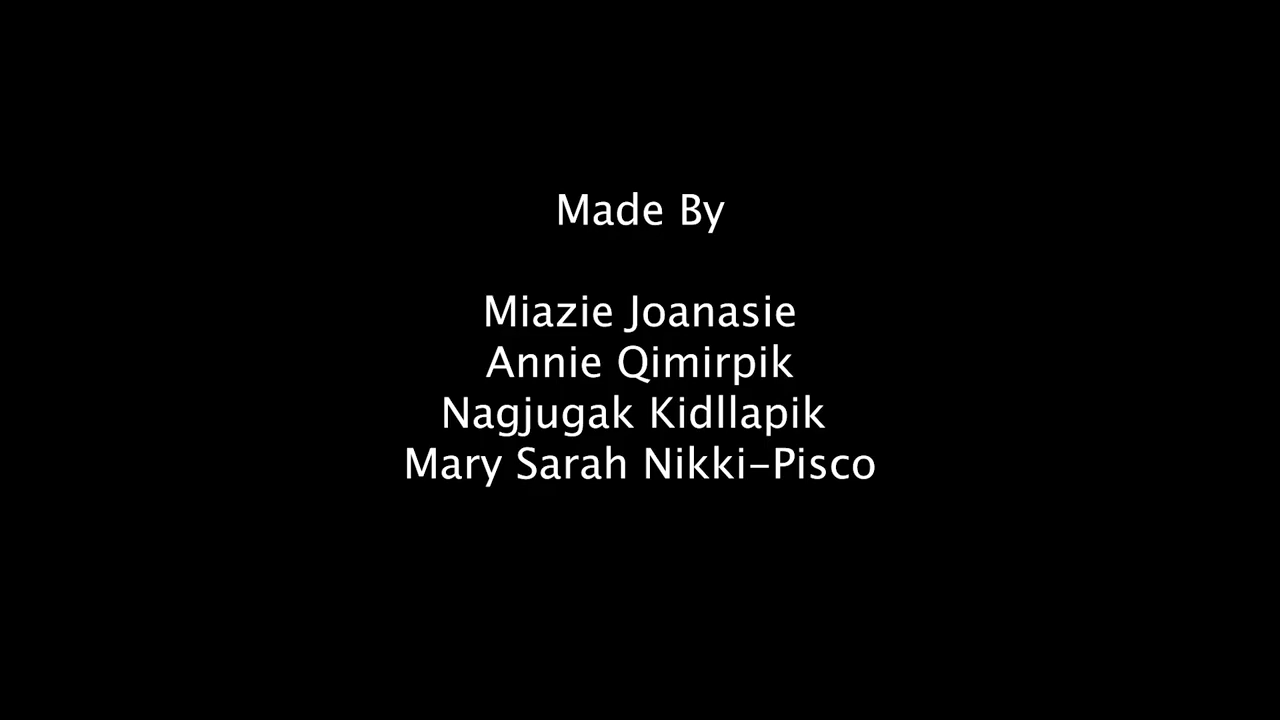 Made By
Miazie Joanasie
Annie Qimirpik
Nagjugak Kidllapik
Mary Sarah Nikki-Pisco